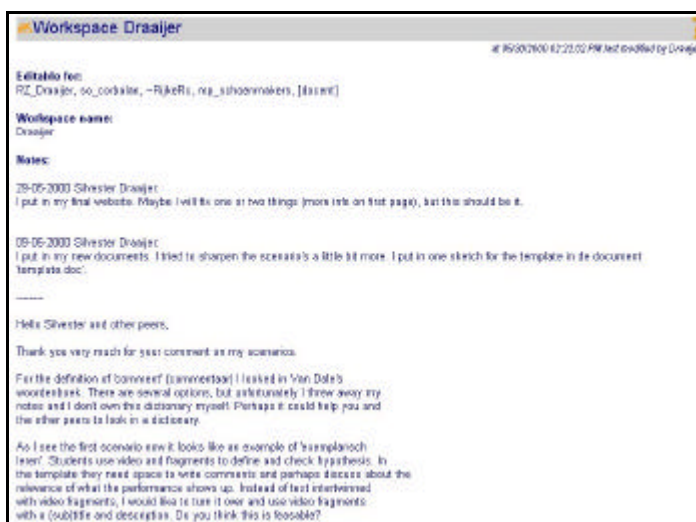 Workspace Draaijer
at 05/30/2000 02:22:02 PM last modified by Draaijer
Editable for:
RZ_Draaijer, so_corbalan, ~RijkeRs, mp_schoenmakers, [docent]
Workspace name:
Draaijer
Notes:
29-05-2000 Silvester Draaijer:
I put in my final website. Maybe I will fix one or two things (more info on first page), but this should be it.
09-05-2000 Silvester Draaijer:
I put in my new documents. I tried to sharpen the scenario's a little bit more. I put in one sketch for the template in de document
'template.doc'.
--------
Hello Silvester and other peers,
Thank you very much for your comment on my scenarios.
For the definition of 'comment' (commentaar) I looked in Van Dale's
woordenboek. There are several options, but unfortunately I threw away my
notes and I don't own this dictionary myself. Perhaps it could help you and
the other peers to look in a dictionary.
As I see the first scenario now it looks like an example of 'exemplarisch
leren'. Students use video and fragments to define and check hypothesis. In
the template they need space to write comments and perhaps discuss about the
relevance of what the performance shows up. Instead of text intertwined
with video fragments, I would like to turn it over and use video fragments
with a (sub)title and description. Do you think this is feasable?